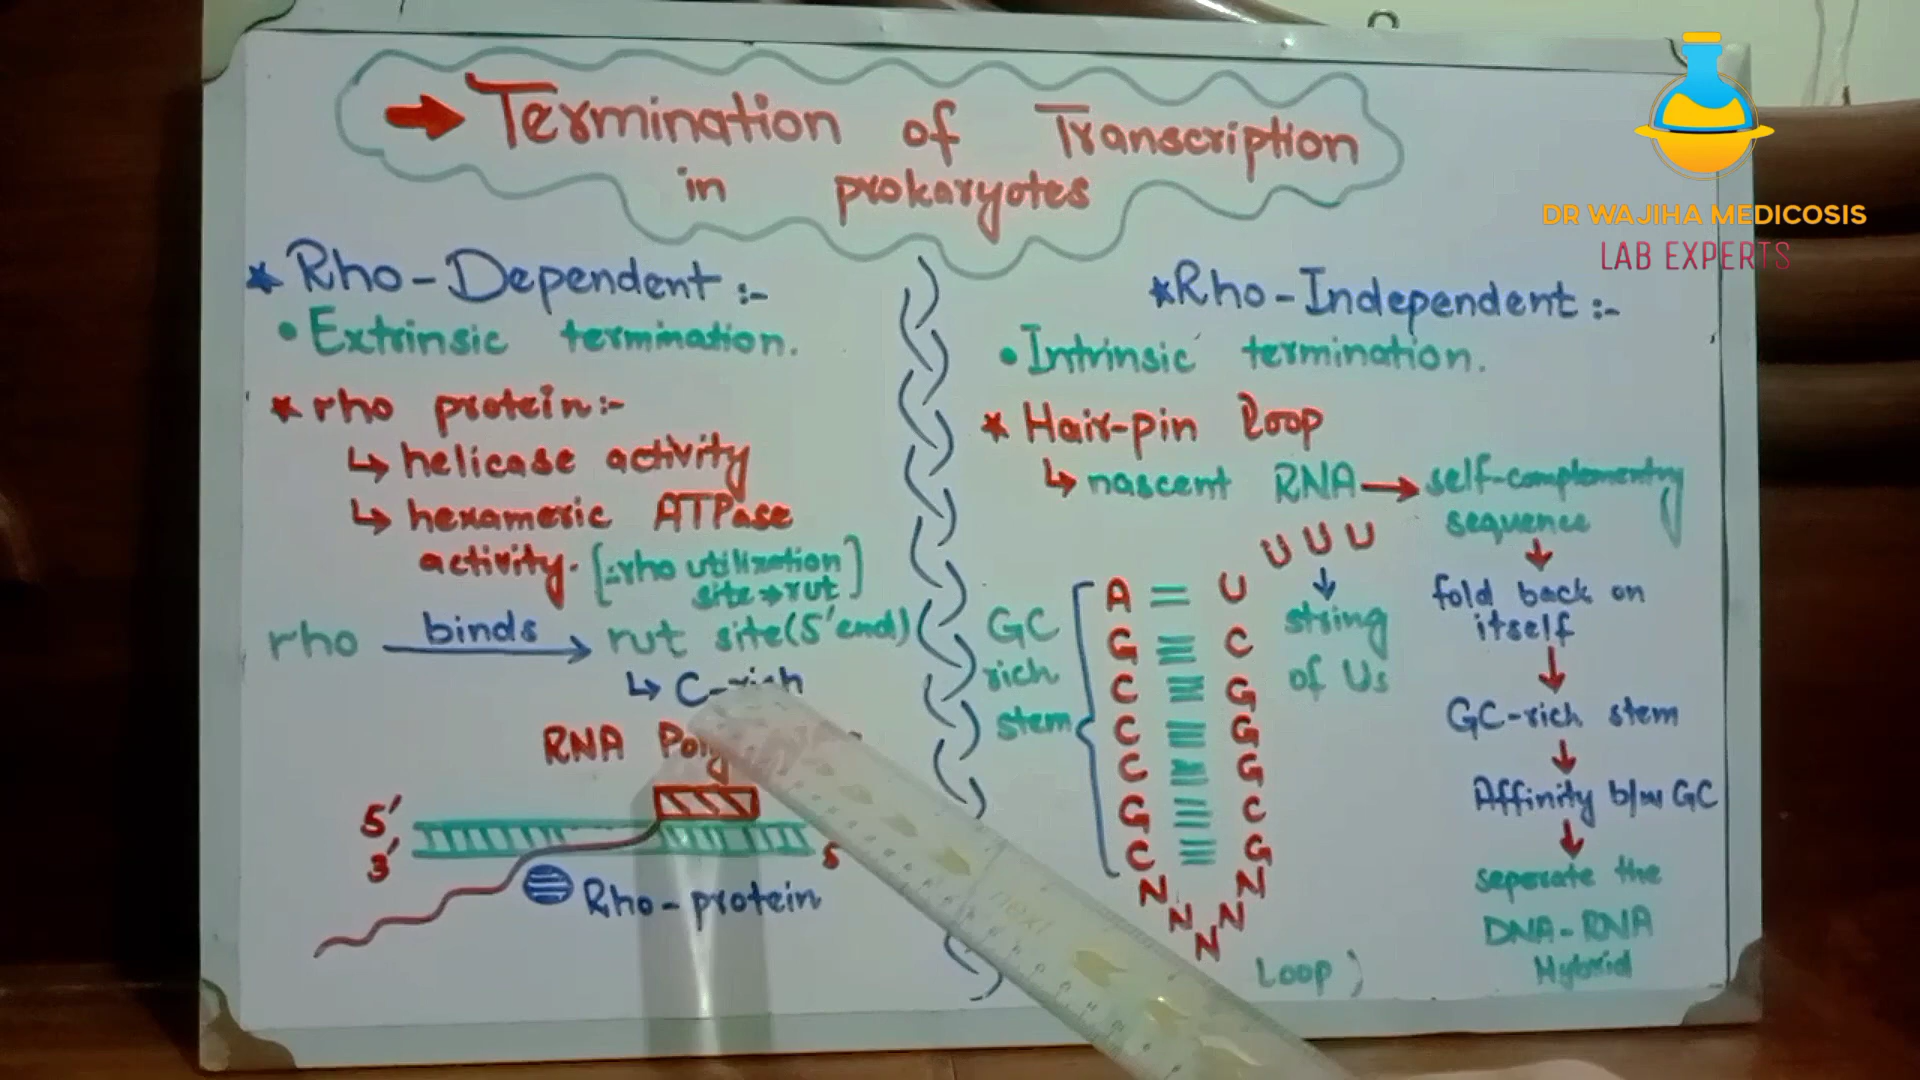 Termination of Transcription
in prokaryotes
DR WAJIHA MEDICOSIS
LAB EXPERTS
* Rho-Dependent :-
• Extrinsic termination.
* rho protein:-
↳ helicase activity
↳ hexameric ATPase
activity. [∴rho utilization
site→rut]
rho binds → rut site(5'end)
↳ C-rich
RNA Poly
5'
3'
5
Rho-protein
* Rho-Independent :-
• Intrinsic termination.
* Hair-pin loop
↳ nascent RNA → self-complementry
sequence
↓
fold back on
itself
↓
GC-rich stem
↓
Affinity b/w GC
↓
seperate the
DNA-RNA
Hybrid
U U U
↓
string
of Us
GC
rich
stem
A = U
G ≡ C
C ≡ G
C ≡ G
C ≡ G
G ≡ C
C ≡ G
N N
N N
N
Loop )